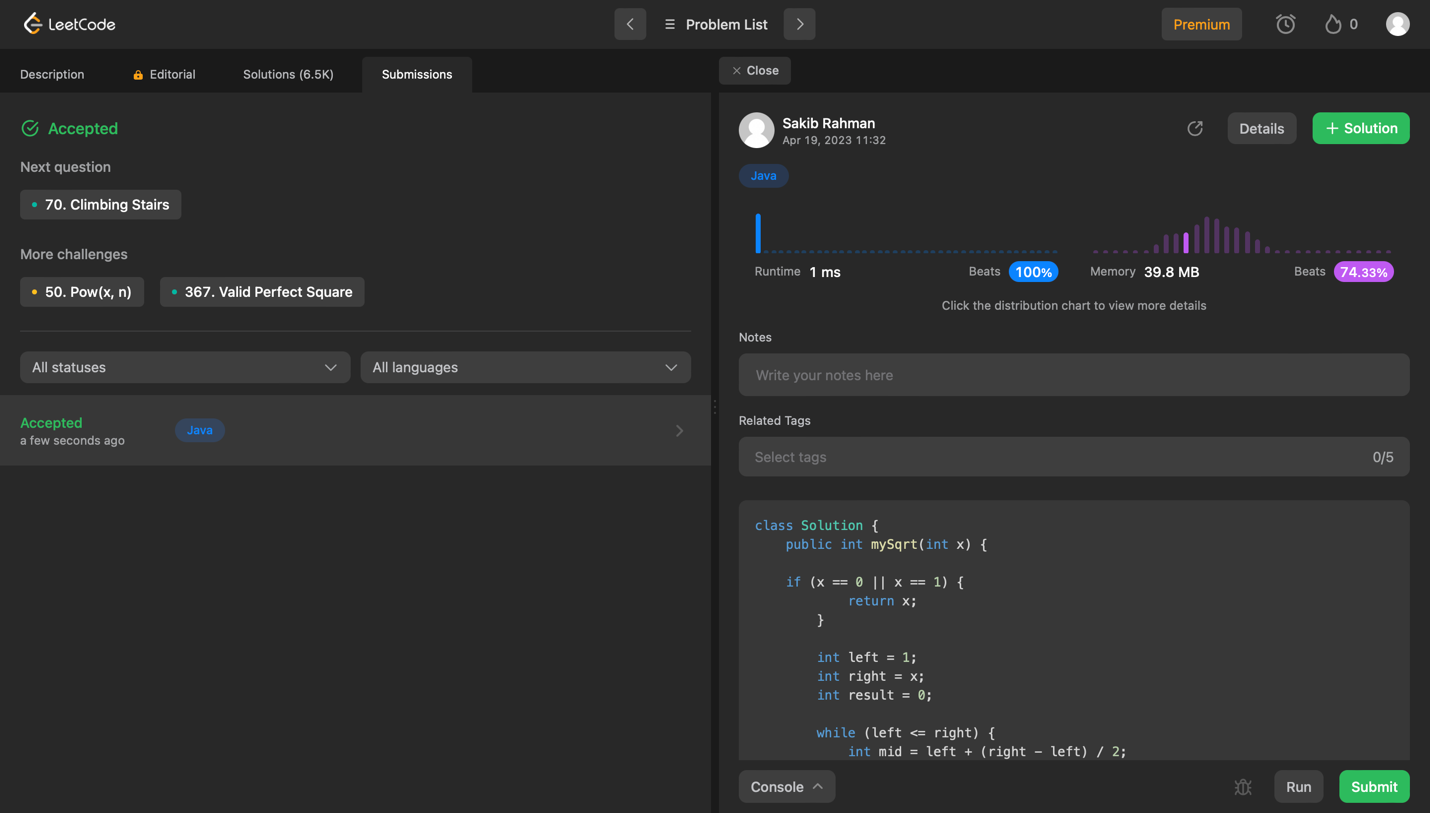 LeetCode
Problem List
Premium
0
Description
Editorial
Solutions (6.5K)
Submissions
Close
Accepted
Next question
70. Climbing Stairs
More challenges
50. Pow(x, n)
367. Valid Perfect Square
All statuses
All languages
Accepted
a few seconds ago
Java
Sakib Rahman
Apr 19, 2023 11:32
Details
+ Solution
Java
Runtime 1 ms
Beats 100%
Memory 39.8 MB
Beats 74.33%
Click the distribution chart to view more details
Notes
Write your notes here
Related Tags
Select tags
0/5
class Solution {
    public int mySqrt(int x) {
    if (x == 0 || x == 1) {
            return x;
        }
        int left = 1;
        int right = x;
        int result = 0;
        while (left <= right) {
            int mid = left + (right - left) / 2;
Console
Run
Submit